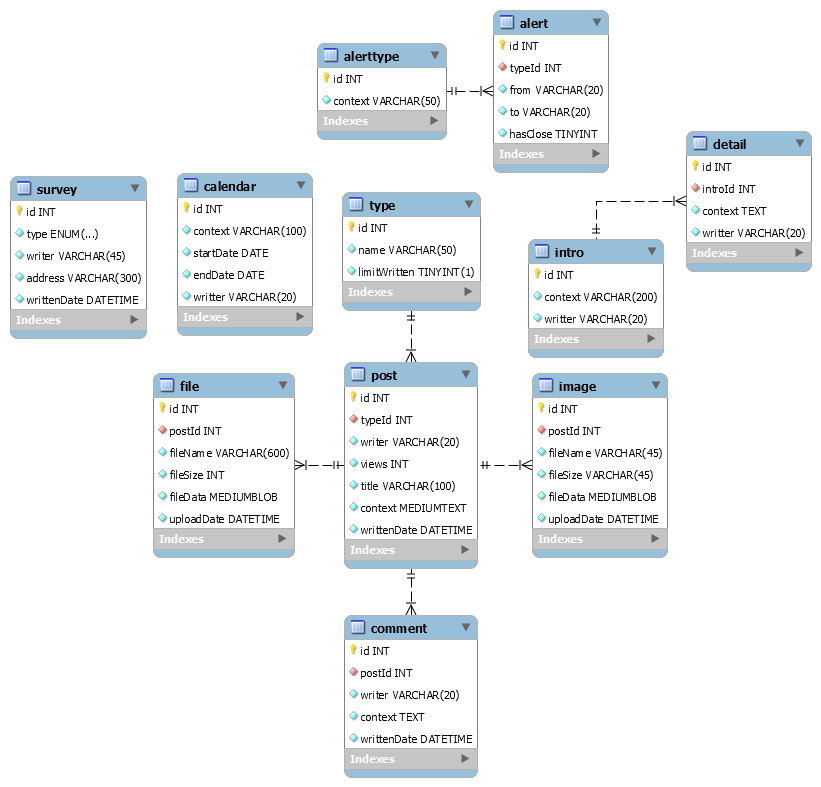 alert
id INT
typeId INT
from VARCHAR(20)
to VARCHAR(20)
hasClose TINYINT
Indexes
alerttype
id INT
context VARCHAR(50)
Indexes
detail
id INT
introId INT
context TEXT
writter VARCHAR(20)
Indexes
survey
id INT
type ENUM(...)
writer VARCHAR(45)
address VARCHAR(300)
writtenDate DATETIME
Indexes
calendar
id INT
context VARCHAR(100)
startDate DATE
endDate DATE
writter VARCHAR(20)
Indexes
type
id INT
name VARCHAR(50)
limitWritten TINYINT(1)
Indexes
intro
id INT
context VARCHAR(200)
writter VARCHAR(20)
Indexes
file
id INT
postId INT
fileName VARCHAR(600)
fileSize INT
fileData MEDIUMBLOB
uploadDate DATETIME
Indexes
post
id INT
typeId INT
writer VARCHAR(20)
views INT
title VARCHAR(100)
context MEDIUMTEXT
writtenDate DATETIME
Indexes
image
id INT
postId INT
fileName VARCHAR(45)
fileSize VARCHAR(45)
fileData MEDIUMBLOB
uploadDate DATETIME
Indexes
comment
id INT
postId INT
writer VARCHAR(20)
context TEXT
writtenDate DATETIME
Indexes